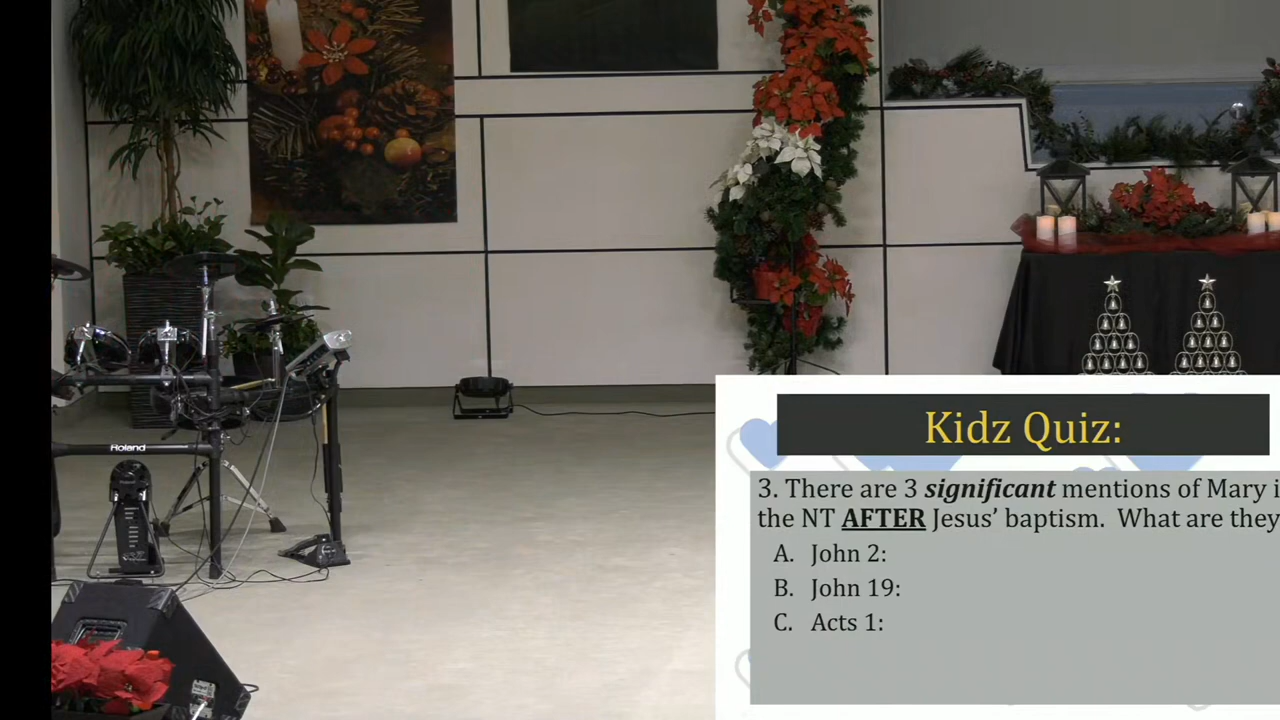 Roland
Kidz Quiz:
3. There are 3 significant mentions of Mary
the NT AFTER Jesus’ baptism. What are they
A. John 2:
B. John 19:
C. Acts 1: